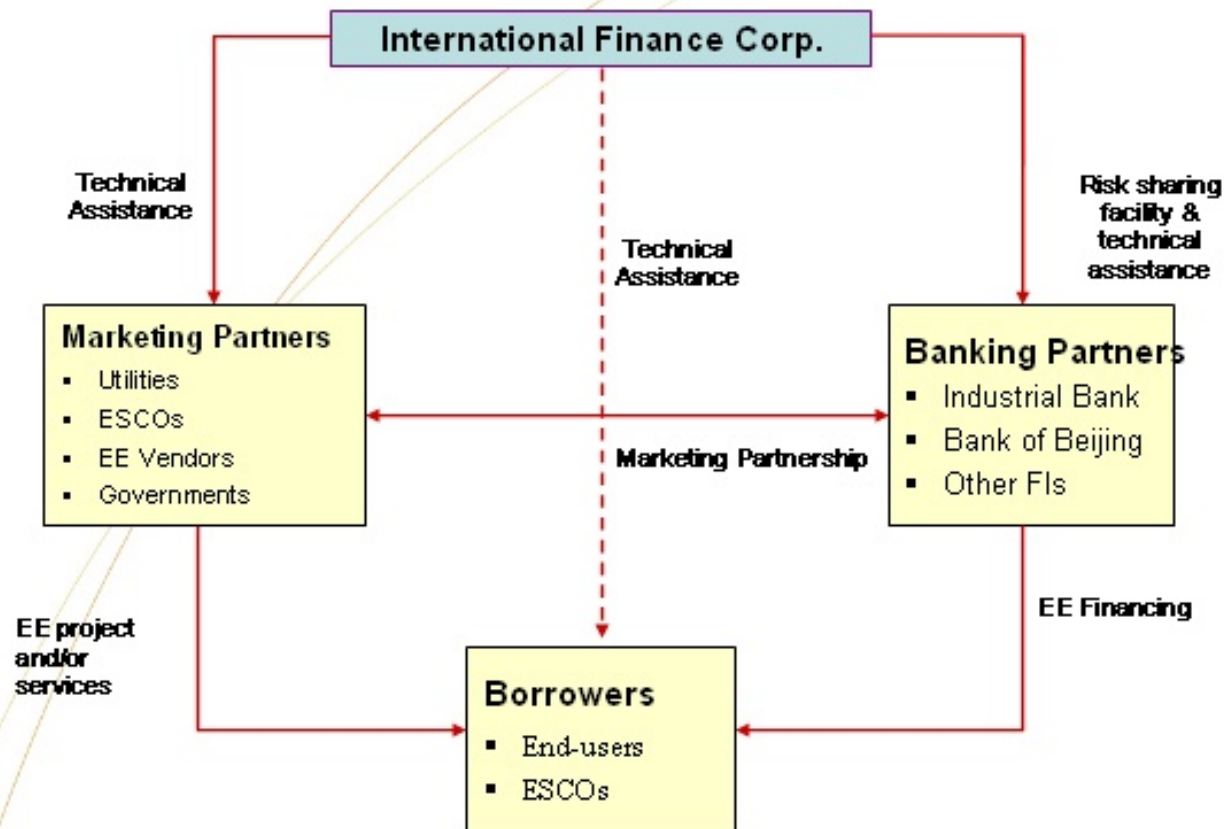 International Finance Corp.
Technical
Assistance
Technical
Assistance
Risk sharing
facility &
technical
assistance
Marketing Partners
▪ Utilities
▪ ESCOs
▪ EE Vendors
▪ Governments
Banking Partners
▪ Industrial Bank
▪ Bank of Beijing
▪ Other FIs
Marketing Partnership
EE project
and/or
services
EE Financing
Borrowers
▪ End-users
▪ ESCOs